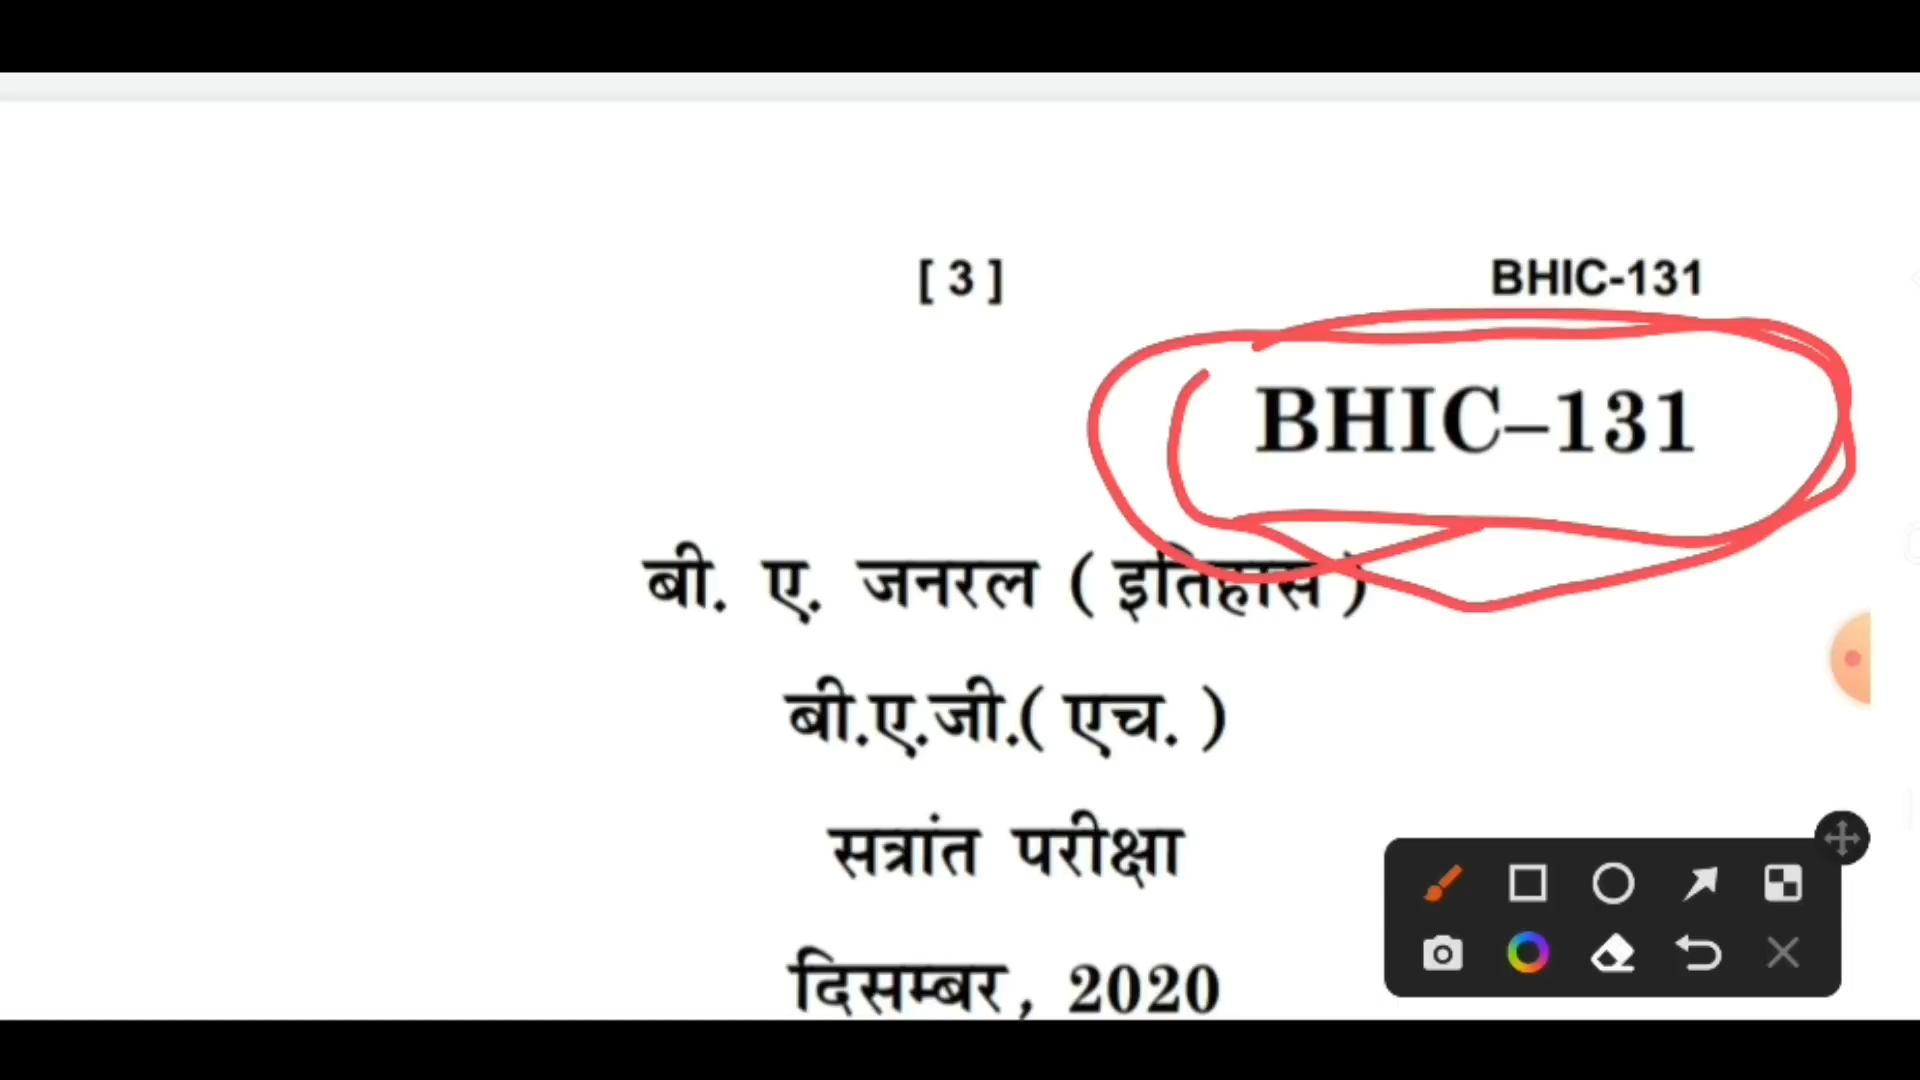 [ 3 ] BHIC-131
BHIC–131
बी. ए. जनरल ( इतिहास )
बी.ए.जी.( एच. )
सत्रांत परीक्षा
दिसम्बर, 2020